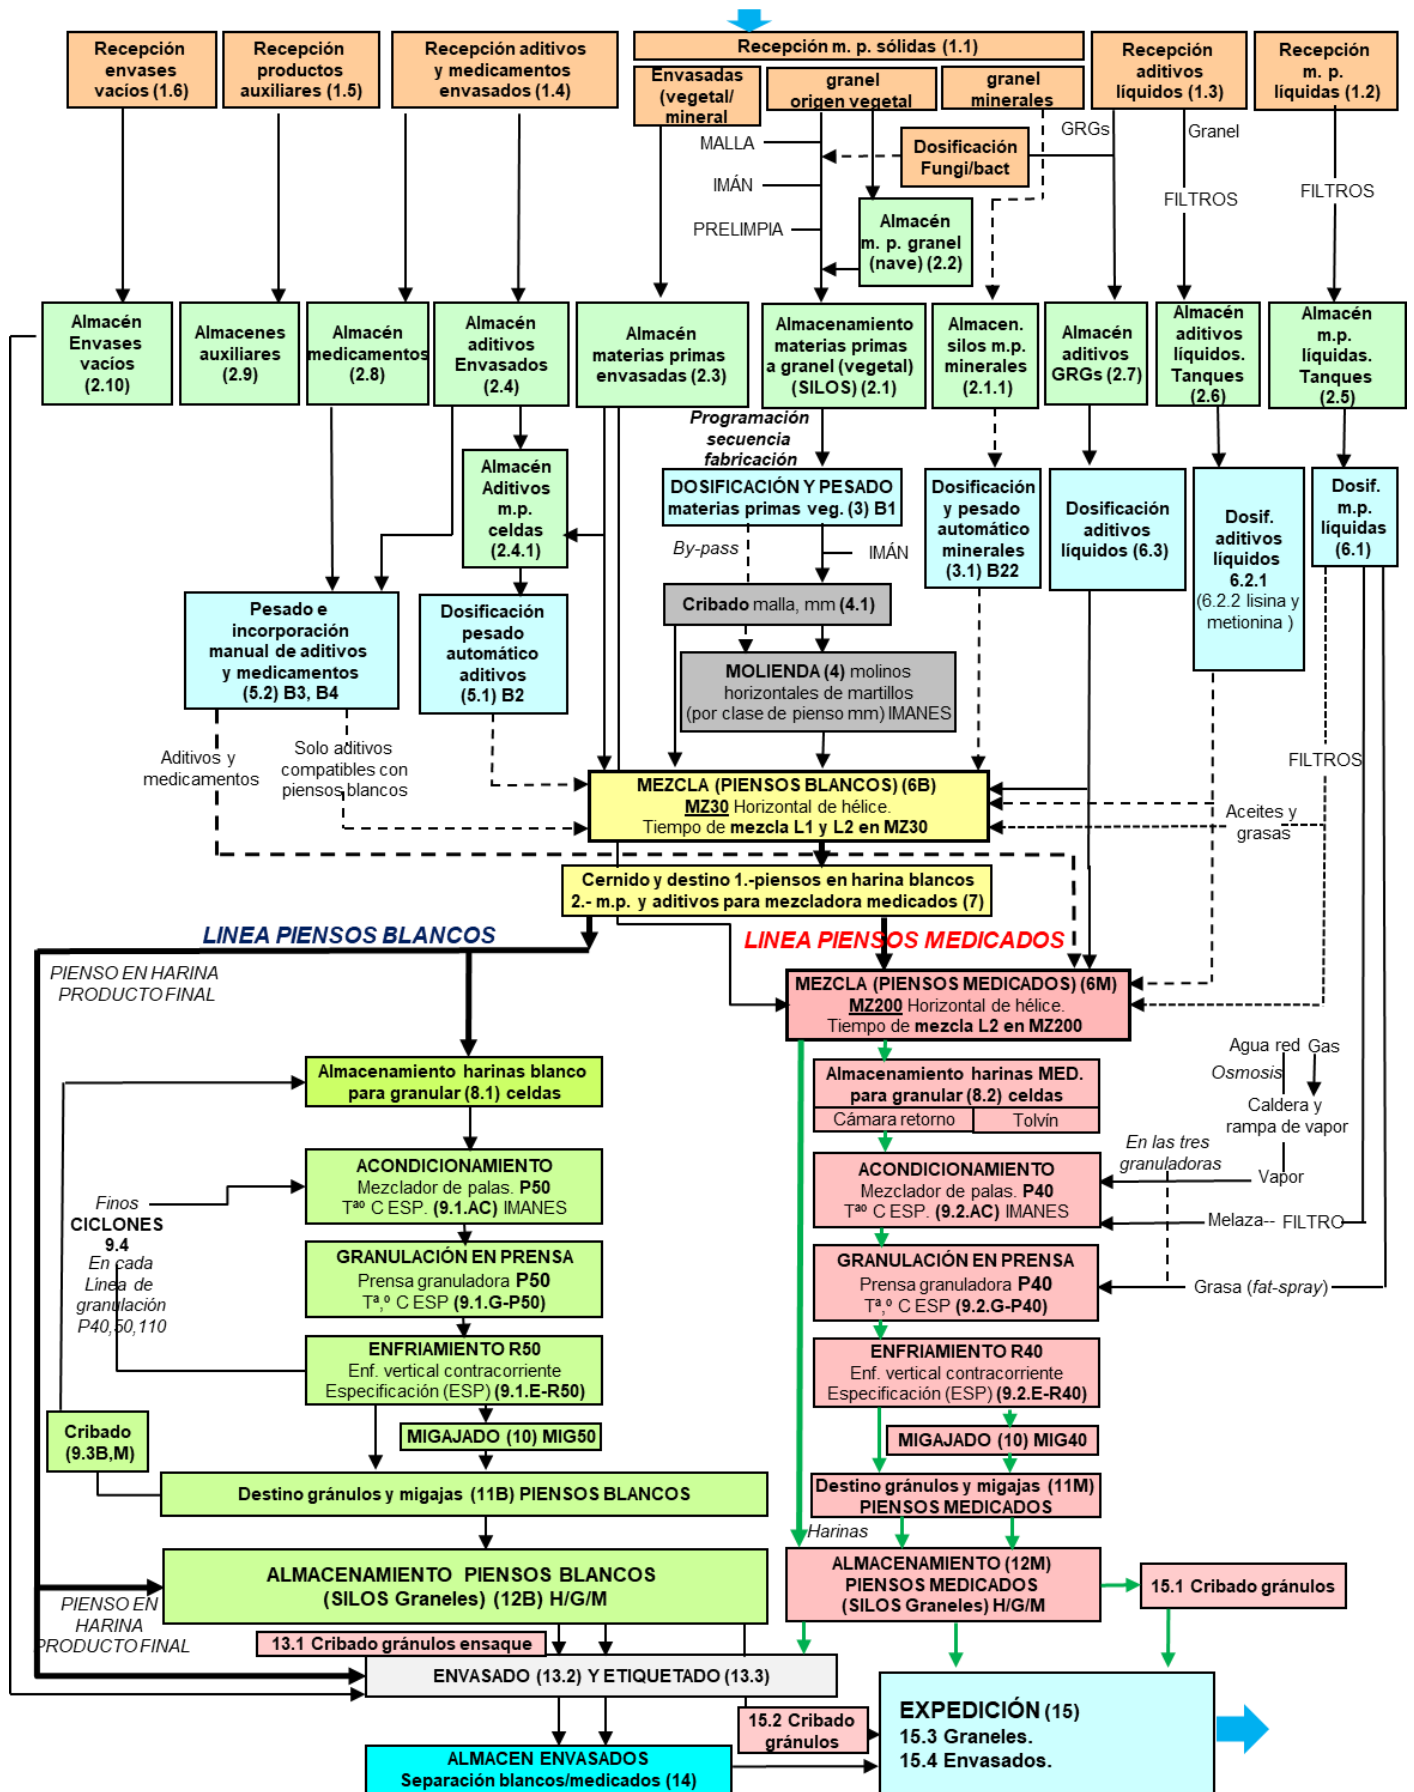 Recepción
envases
vacíos (1.6)
Recepción
productos
auxiliares (1.5)
Recepción aditivos
y medicamentos
envasados (1.4)
Recepción m. p. sólidas (1.1)
Envasadas
(vegetal/
mineral
granel
origen vegetal
granel
minerales
Recepción
aditivos
líquidos (1.3)
Recepción
m. p.
líquidas (1.2)
MALLA
IMÁN
PRELIMPIA
Dosificación
Fungi/bact
GRGs
Granel
FILTROS
FILTROS
Almacén
m. p. granel
(nave) (2.2)
Almacén
Envases
vacíos
(2.10)
Almacenes
auxiliares
(2.9)
Almacén
medicamentos
(2.8)
Almacén
aditivos
Envasados
(2.4)
Almacén
materias primas
envasadas (2.3)
Almacenamiento
materias primas
a granel (vegetal)
(SILOS) (2.1)
Almacen.
silos m.p.
minerales
(2.1.1)
Almacén
aditivos
GRGs (2.7)
Almacén
aditivos
líquidos.
Tanques
(2.6)
Almacén
m.p.
líquidas.
Tanques
(2.5)
Programación
secuencia
fabricación
Almacén
Aditivos
m.p.
celdas
(2.4.1)
DOSIFICACIÓN Y PESADO
materias primas veg. (3) B1
By-pass
IMÁN
Dosificación
y pesado
automático
minerales
(3.1) B22
Dosificación
aditivos
líquidos (6.3)
Dosif.
aditivos
líquidos
6.2.1
(6.2.2 lisina y
metionina )
Dosif.
m.p.
líquidas
(6.1)
Pesado e
incorporación
manual de aditivos
y medicamentos
(5.2) B3, B4
Dosificación
pesado
automático
aditivos
(5.1) B2
Cribado malla, mm (4.1)
MOLIENDA (4) molinos
horizontales de martillos
(por clase de pienso mm) IMANES
Aditivos y
medicamentos
Solo aditivos
compatibles con
piensos blancos
FILTROS
MEZCLA (PIENSOS BLANCOS) (6B)
MZ30 Horizontal de hélice.
Tiempo de mezcla L1 y L2 en MZ30
Aceites y
grasas
Cernido y destino 1.-piensos en harina blancos
2.- m.p. y aditivos para mezcladora medicados (7)
LINEA PIENSOS BLANCOS
LINEA PIENSOS MEDICADOS
PIENSO EN HARINA
PRODUCTO FINAL
MEZCLA (PIENSOS MEDICADOS) (6M)
MZ200 Horizontal de hélice.
Tiempo de mezcla L2 en MZ200
Agua red
Gas
Osmosis
Caldera y
rampa de vapor
Almacenamiento harinas blanco
para granular (8.1) celdas
Almacenamiento harinas MED.
para granular (8.2) celdas
Cámara retorno
Tolvín
En las tres
granuladoras
Vapor
ACONDICIONAMIENTO
Mezclador de palas. P50
Tªº C ESP. (9.1.AC) IMANES
ACONDICIONAMIENTO
Mezclador de palas. P40
Tªº C ESP. (9.2.AC) IMANES
Finos
CICLONES
9.4
En cada
Línea de
granulación
P40,50,110
Melaza-- FILTRO
GRANULACIÓN EN PRENSA
Prensa granuladora P50
Tª,º C ESP (9.1.G-P50)
GRANULACIÓN EN PRENSA
Prensa granuladora P40
Tª,º C ESP (9.2.G-P40)
Grasa (fat-spray)
ENFRIAMIENTO R50
Enf. vertical contracorriente
Especificación (ESP) (9.1.E-R50)
ENFRIAMIENTO R40
Enf. vertical contracorriente
Especificación (ESP) (9.2.E-R40)
Cribado
(9.3B,M)
MIGAJADO (10) MIG50
MIGAJADO (10) MIG40
Destino gránulos y migajas (11B) PIENSOS BLANCOS
Destino gránulos y migajas (11M)
PIENSOS MEDICADOS
Harinas
ALMACENAMIENTO PIENSOS BLANCOS
(SILOS Graneles) (12B) H/G/M
ALMACENAMIENTO (12M)
PIENSOS MEDICADOS
(SILOS Graneles) H/G/M
15.1 Cribado gránulos
PIENSO EN
HARINA
PRODUCTO FINAL
13.1 Cribado gránulos ensaque
ENVASADO (13.2) Y ETIQUETADO (13.3)
15.2 Cribado
gránulos
EXPEDICIÓN (15)
15.3 Graneles.
15.4 Envasados.
ALMACEN ENVASADOS
Separación blancos/medicados (14)